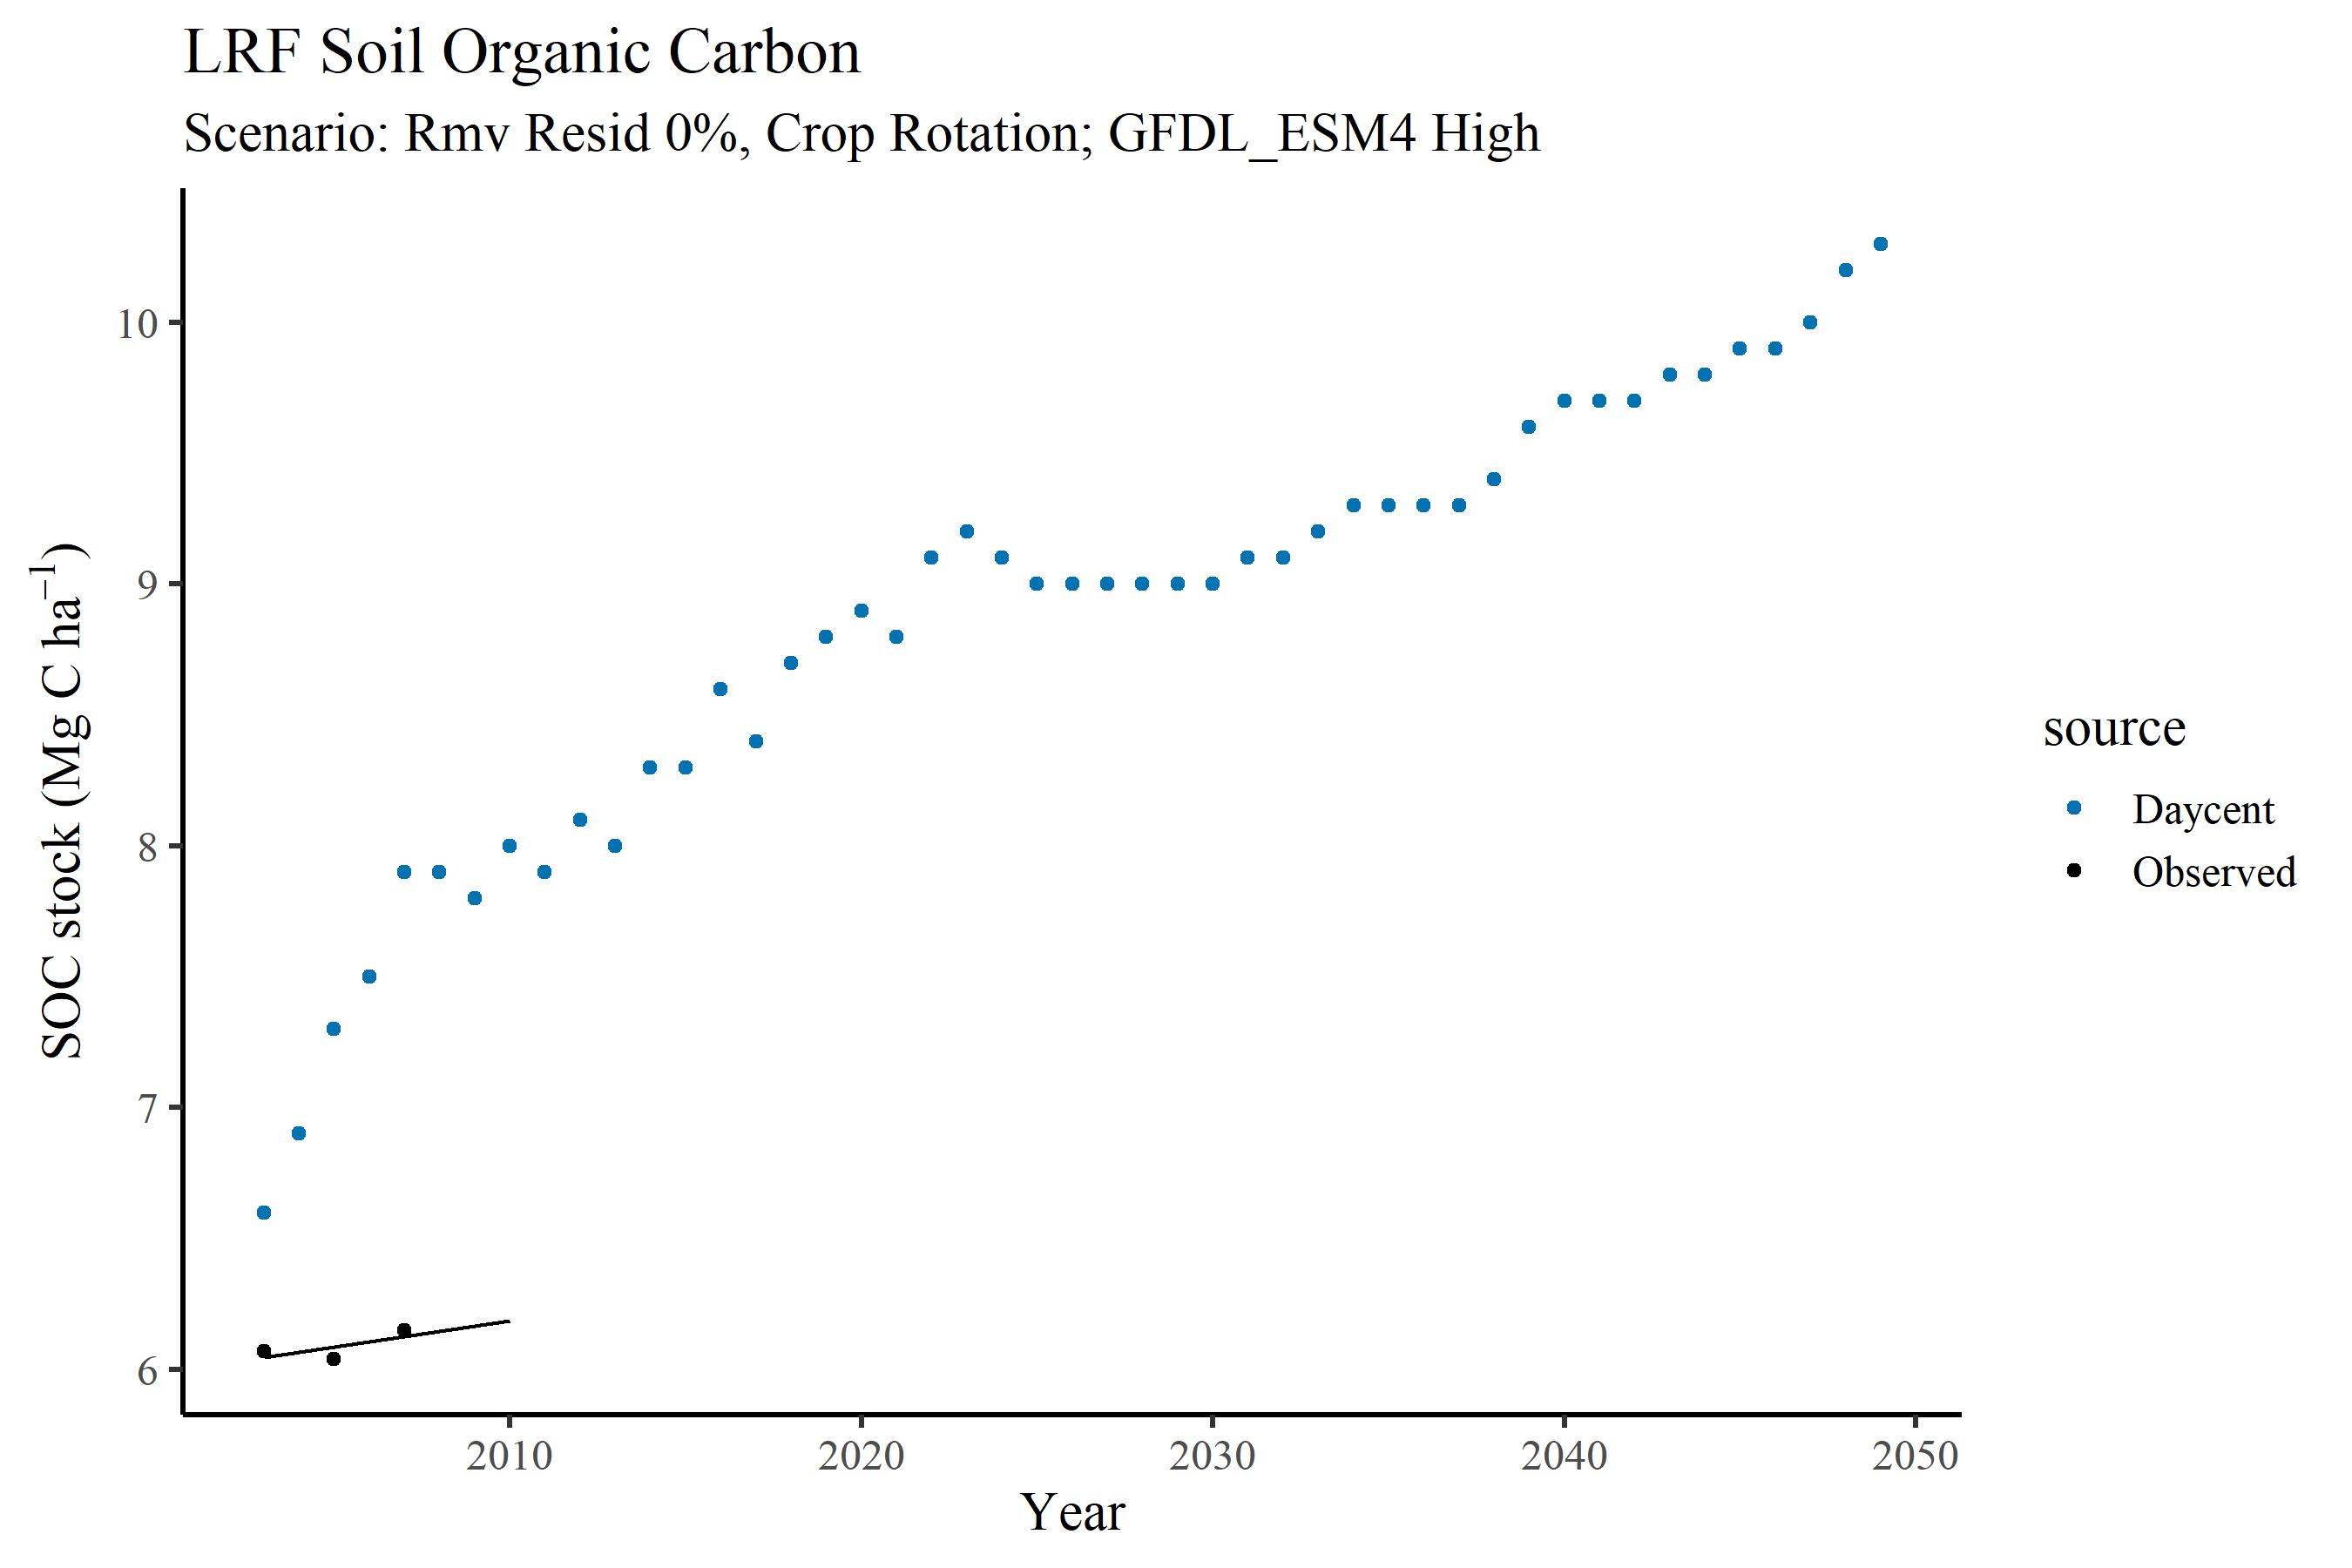 LRF Soil Organic Carbon
Scenario: Rmv Resid 0%, Crop Rotation; GFDL_ESM4 High
SOC stock (Mg C ha⁻¹)
10
9
8
7
6
2010 2020 2030 2040 2050
Year
source
Daycent
Observed